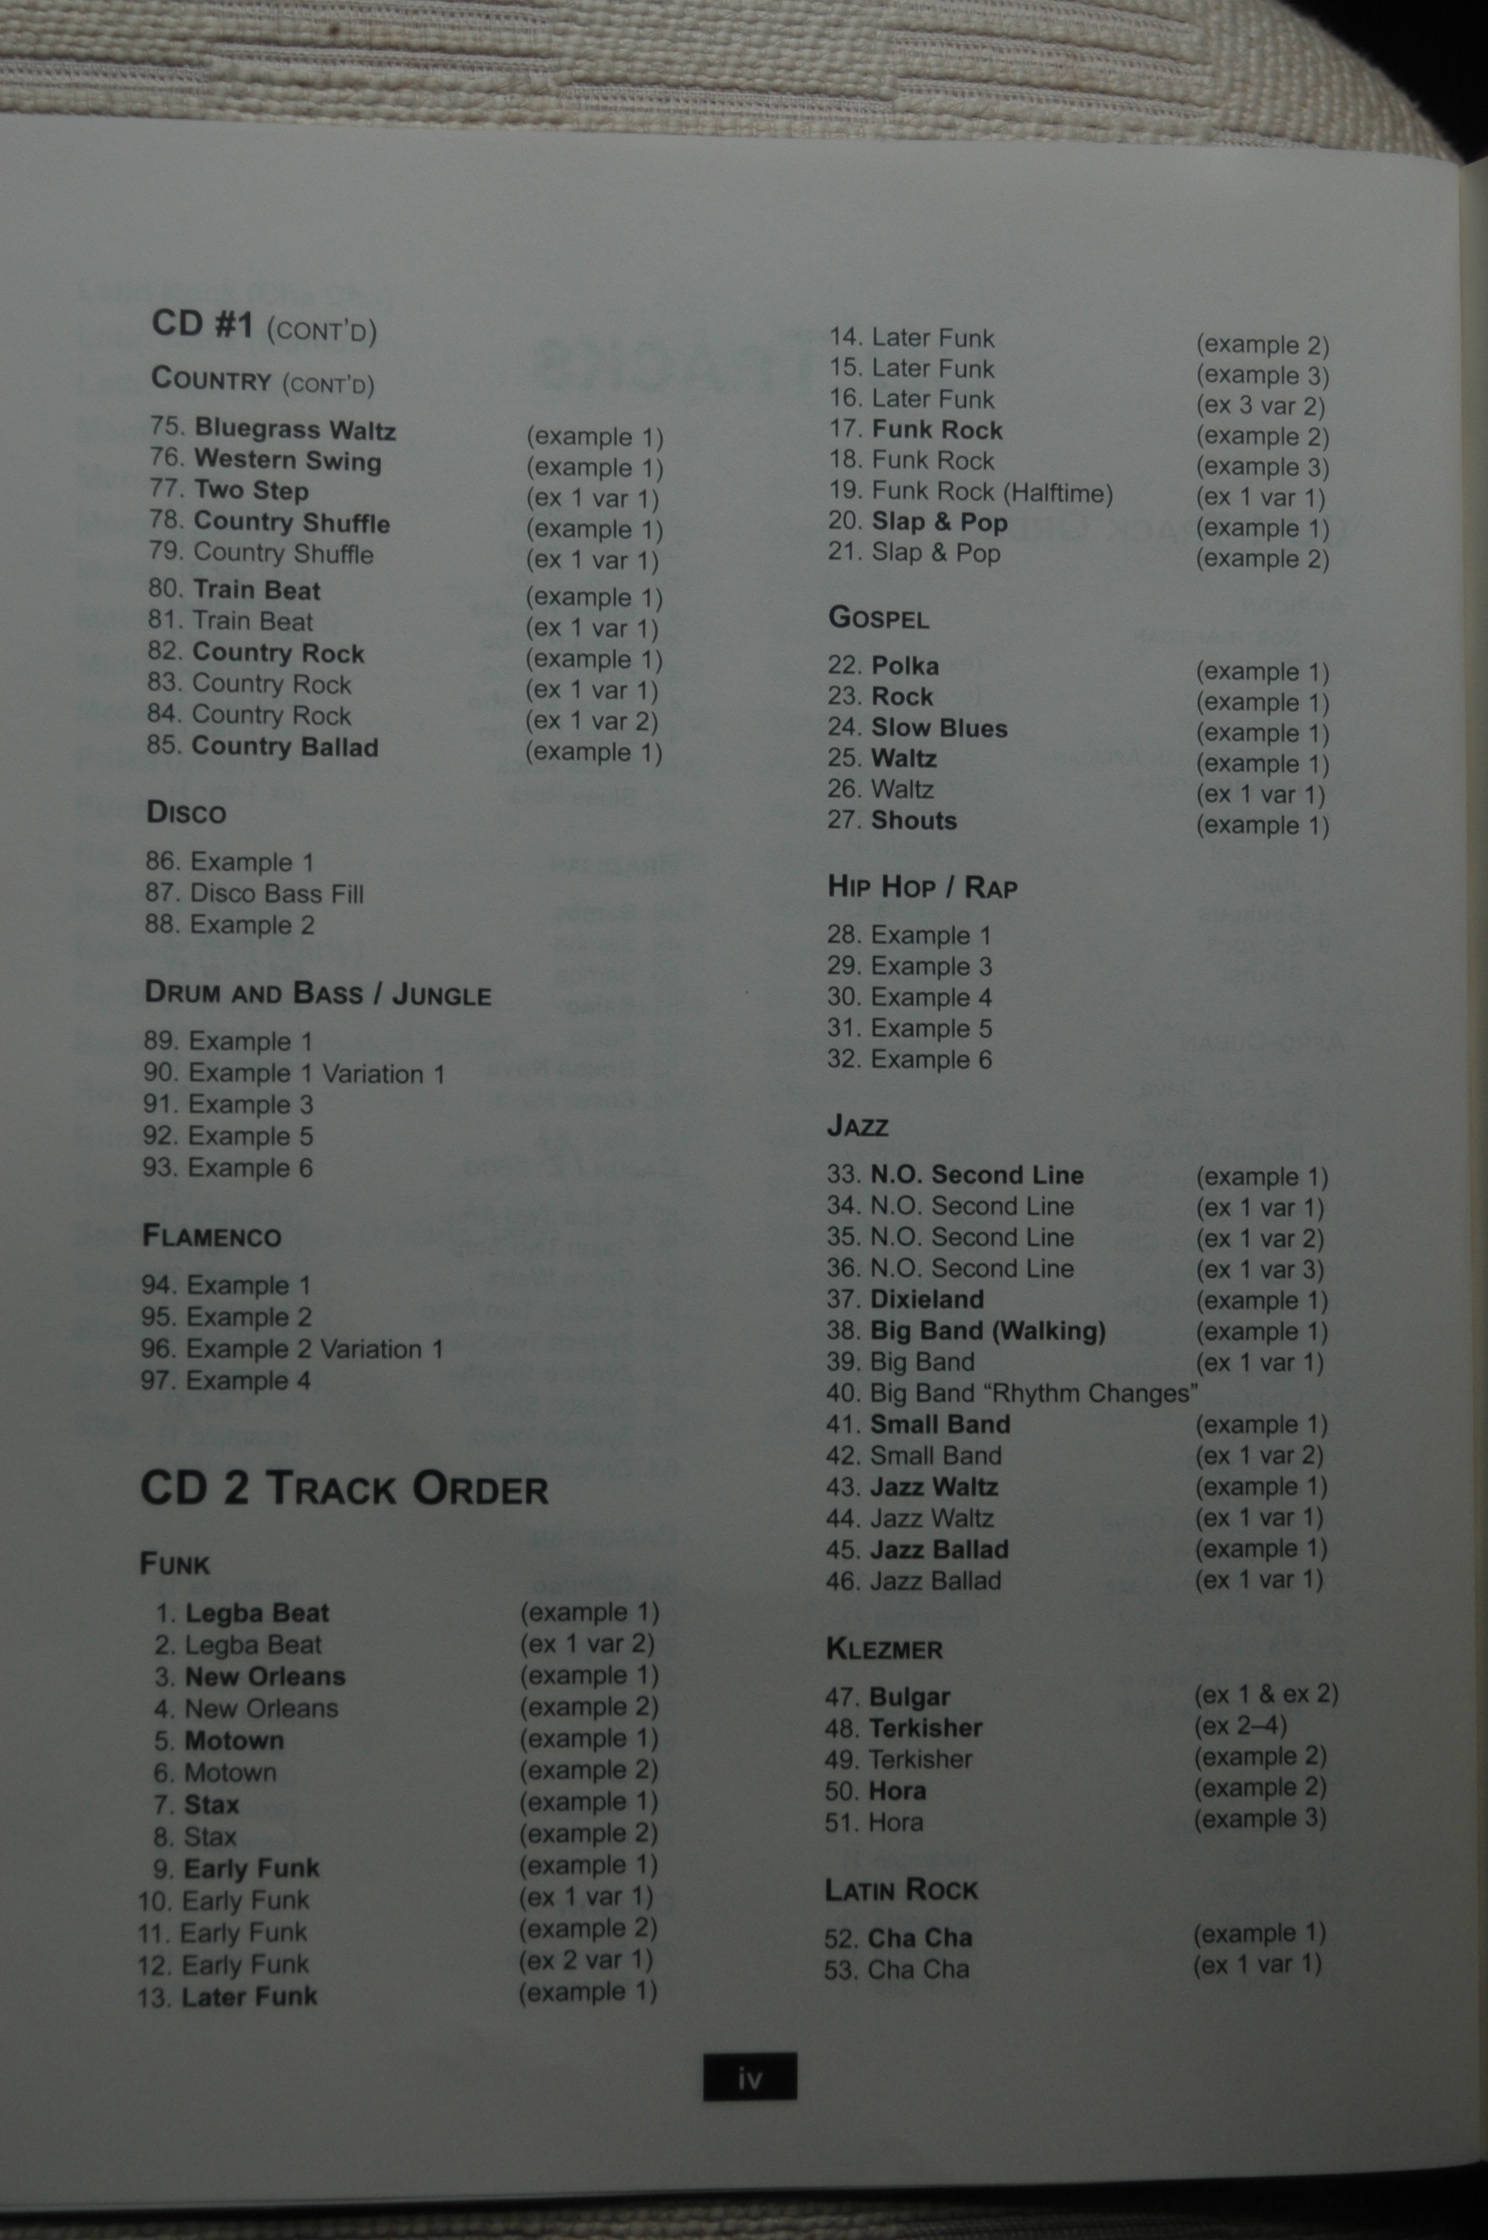 CD #1 (CONT'D)
COUNTRY (CONT'D)
75. Bluegrass Waltz (example 1)
76. Western Swing (example 1)
77. Two Step (ex 1 var 1)
78. Country Shuffle (example 1)
79. Country Shuffle (ex 1 var 1)
80. Train Beat (example 1)
81. Train Beat (ex 1 var 1)
82. Country Rock (example 1)
83. Country Rock (ex 1 var 1)
84. Country Rock (ex 1 var 2)
85. Country Ballad (example 1)
DISCO
86. Example 1
87. Disco Bass Fill
88. Example 2
DRUM AND BASS / JUNGLE
89. Example 1
90. Example 1 Variation 1
91. Example 3
92. Example 5
93. Example 6
FLAMENCO
94. Example 1
95. Example 2
96. Example 2 Variation 1
97. Example 4
CD 2 TRACK ORDER
FUNK
1. Legba Beat (example 1)
2. Legba Beat (ex 1 var 2)
3. New Orleans (example 1)
4. New Orleans (example 2)
5. Motown (example 1)
6. Motown (example 2)
7. Stax (example 1)
8. Stax (example 2)
9. Early Funk (example 1)
10. Early Funk (ex 1 var 1)
11. Early Funk (example 2)
12. Early Funk (ex 2 var 1)
13. Later Funk (example 1)
14. Later Funk (example 2)
15. Later Funk (example 3)
16. Later Funk (ex 3 var 2)
17. Funk Rock (example 2)
18. Funk Rock (example 3)
19. Funk Rock (Halftime) (ex 1 var 1)
20. Slap & Pop (example 1)
21. Slap & Pop (example 2)
GOSPEL
22. Polka (example 1)
23. Rock (example 1)
24. Slow Blues (example 1)
25. Waltz (example 1)
26. Waltz (ex 1 var 1)
27. Shouts (example 1)
HIP HOP / RAP
28. Example 1
29. Example 3
30. Example 4
31. Example 5
32. Example 6
JAZZ
33. N.O. Second Line (example 1)
34. N.O. Second Line (ex 1 var 1)
35. N.O. Second Line (ex 1 var 2)
36. N.O. Second Line (ex 1 var 3)
37. Dixieland (example 1)
38. Big Band (Walking) (example 1)
39. Big Band (ex 1 var 1)
40. Big Band “Rhythm Changes”
41. Small Band (example 1)
42. Small Band (ex 1 var 2)
43. Jazz Waltz (example 1)
44. Jazz Waltz (ex 1 var 1)
45. Jazz Ballad (example 1)
46. Jazz Ballad (ex 1 var 1)
KLEZMER
47. Bulgar (ex 1 & ex 2)
48. Terkisher (ex 2–4)
49. Terkisher (example 2)
50. Hora (example 2)
51. Hora (example 3)
LATIN ROCK
52. Cha Cha (example 1)
53. Cha Cha (ex 1 var 1)
iv